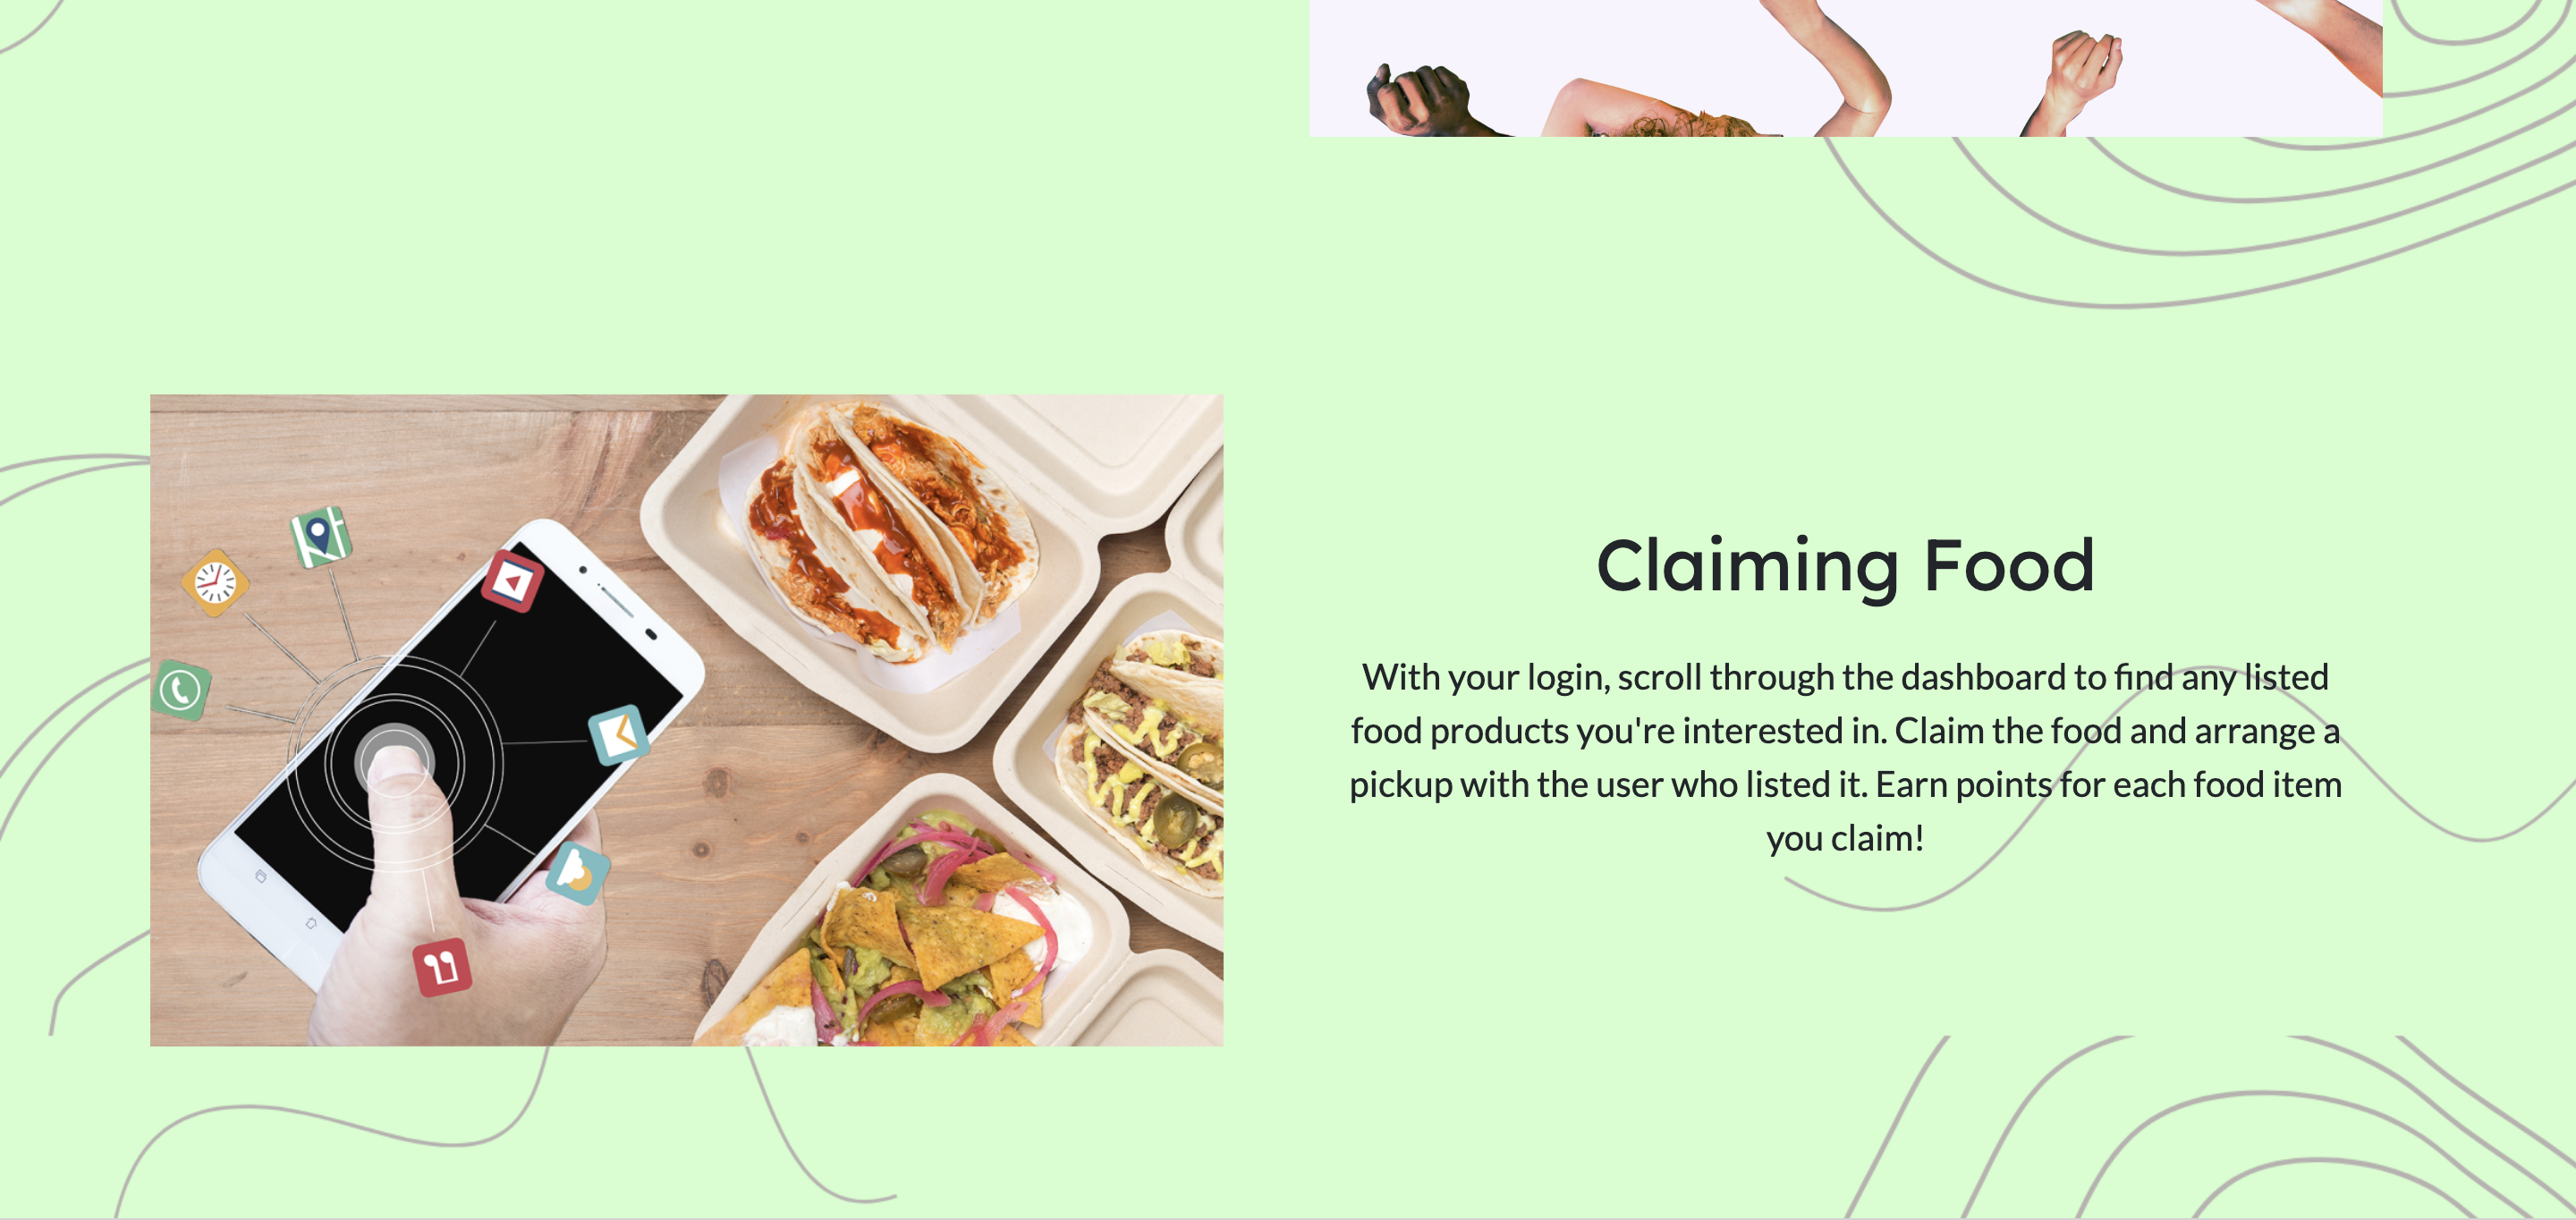 Claiming Food
With your login, scroll through the dashboard to find any listed
food products you're interested in. Claim the food and arrange a
pickup with the user who listed it. Earn points for each food item
you claim!